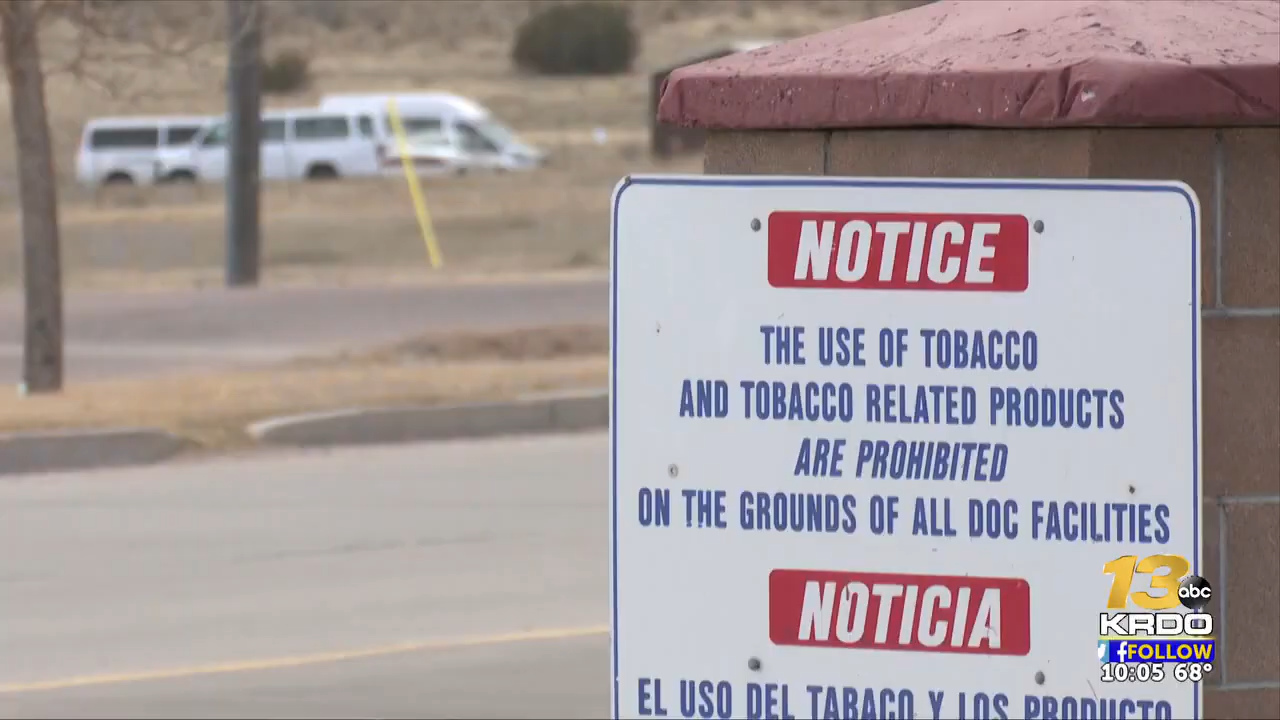 NOTICE
THE USE OF TOBACCO
AND TOBACCO RELATED PRODUCTS
ARE PROHIBITED
ON THE GROUNDS OF ALL DOC FACILITIES
NOTICIA
EL USO DEL TABACO Y LOS PRODUCTO
13 abc
KRDO
f FOLLOW
10:05 68°